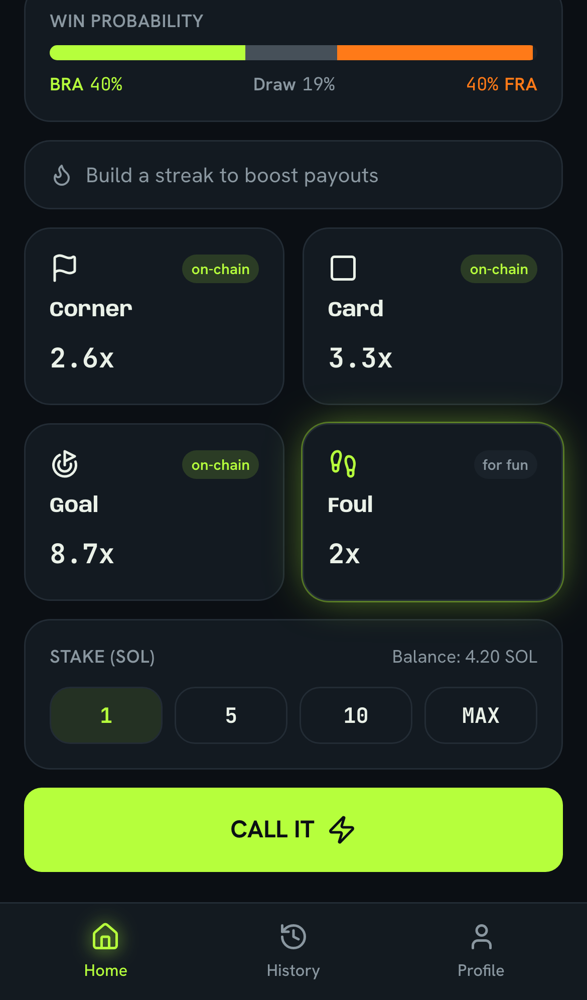 WIN PROBABILITY
BRA 40% Draw 19% 40% FRA
Build a streak to boost payouts
on-chain on-chain
Corner Card
2.6x 3.3x
on-chain for fun
Goal Foul
8.7x 2x
STAKE (SOL) Balance: 4.20 SOL
1 5 10 MAX
CALL IT
Home History Profile